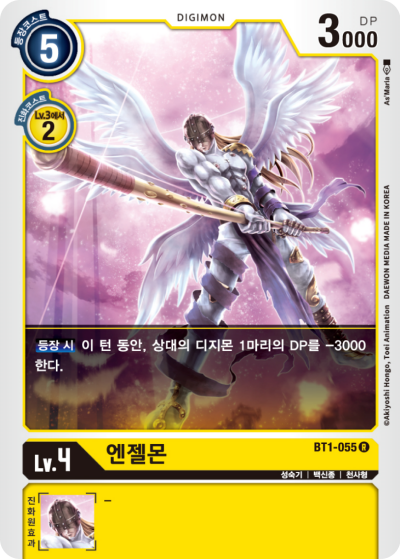 DIGIMON
등장코스트
5
3000
DP
진화코스트
Lv.3에서
2
As'Maria
©Akiyoshi Hongo, Toei Animation DAEWON MEDIA MADE IN KOREA
등장 시 이 턴 동안, 상대의 디지몬 1마리의 DP를 -3000
한다.
BT1-055 R
Lv.4 엔젤몬
성숙기 | 백신종 | 천사형
진화원효과
-